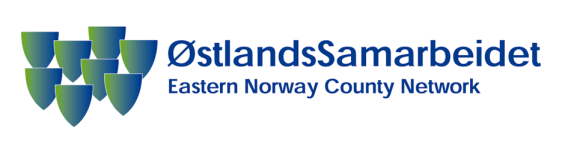 ØstlandsSamarbeidet
Eastern Norway County Network